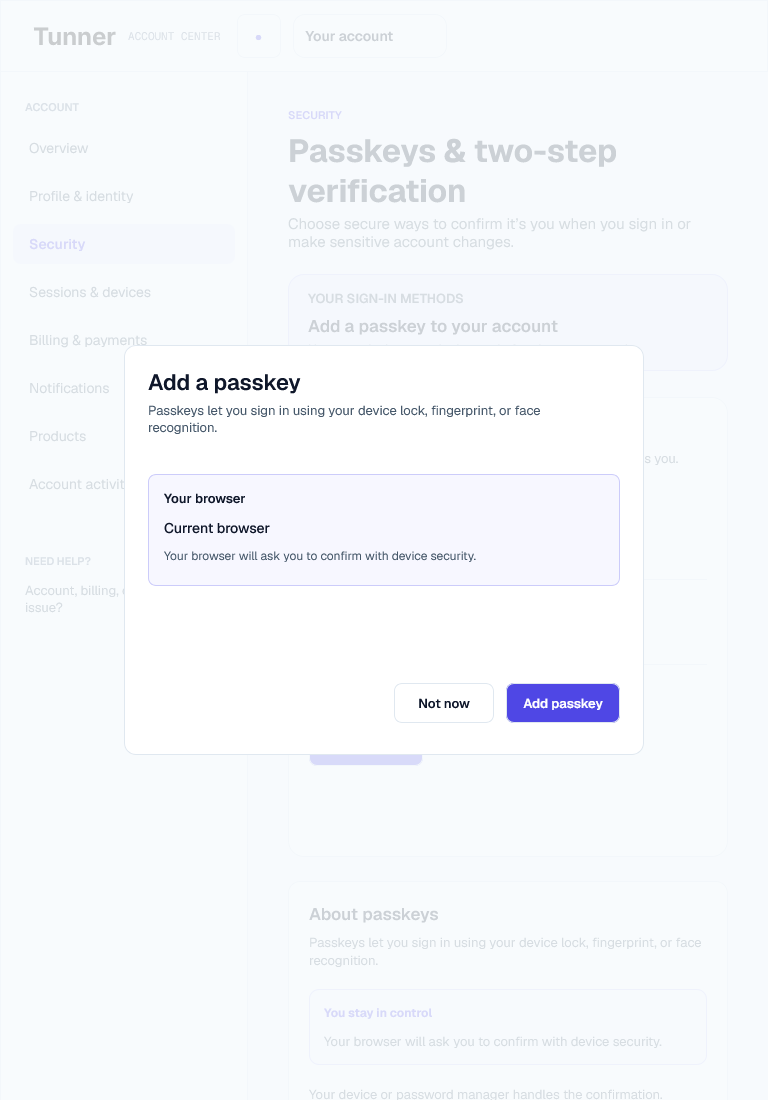 Tunner ACCOUNT CENTER Your account
ACCOUNT
Overview
Profile & identity
Security
Sessions & devices
Billing & payments
Notifications
Products
Account activit
NEED HELP?
Account, billing,
issue?
SECURITY
Passkeys & two-step
verification
Choose secure ways to confirm it's you when you sign in or
make sensitive account changes.
YOUR SIGN-IN METHODS
Add a passkey to your account
s you.
Add a passkey
Passkeys let you sign in using your device lock, fingerprint, or face
recognition.
Your browser
Current browser
Your browser will ask you to confirm with device security.
Not now
Add passkey
About passkeys
Passkeys let you sign in using your device lock, fingerprint, or face
recognition.
You stay in control
Your browser will ask you to confirm with device security.
Your device or password manager handles the confirmation.